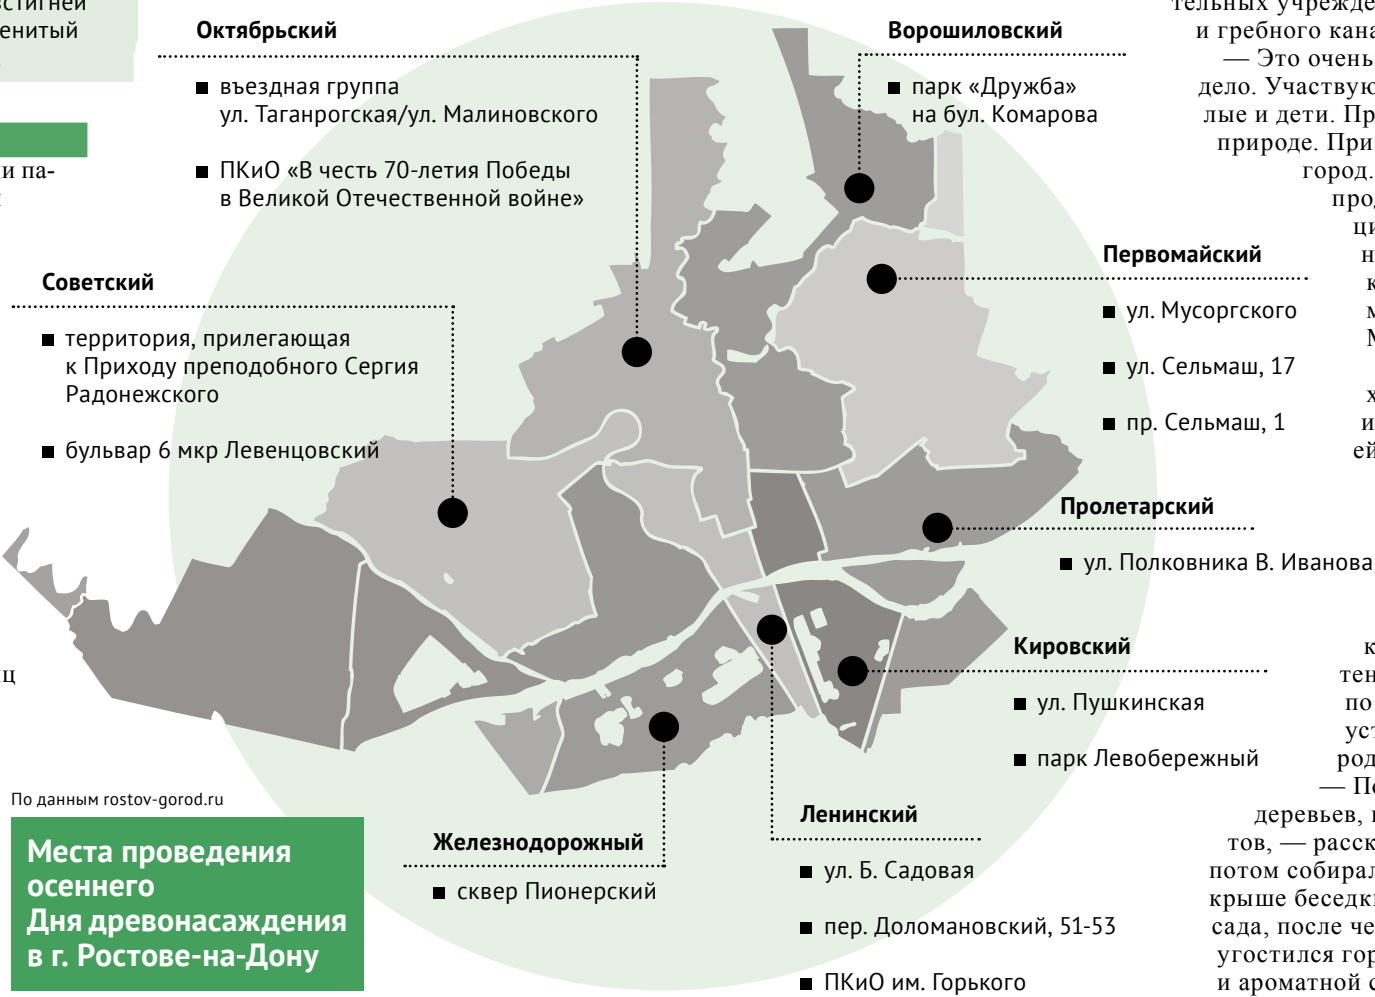 енитый
и па-
Октябрьский
въездная группа
ул. Таганрогская/ул. Малиновского
ПКиО «В честь 70-летия Победы
в Великой Отечественной войне»
Ворошиловский
парк «Дружба»
на бул. Комарова
Советский
территория, прилегающая
к Приходу преподобного Сергия
Радонежского
бульвар 6 мкр Левенцовский
Первомайский
ул. Мусоргского
ул. Сельмаш, 17
пр. Сельмаш, 1
Пролетарский
ул. Полковника В. Иванова
Кировский
ул. Пушкинская
парк Левобережный
Ленинский
ул. Б. Садовая
пер. Доломановский, 51-53
ПКиО им. Горького
Железнодорожный
сквер Пионерский
По данным rostov-gorod.ru
Места проведения
осеннего
Дня древонасаждения
в г. Ростове-на-Дону
и гребного кана
— Это очень
дело. Участвую
лые и дети. Пр
природе. При
город.
— П
деревьев,
тов, — расск
потом собирал
крыше беседк
сада, после че
угостился гор
и ароматной с